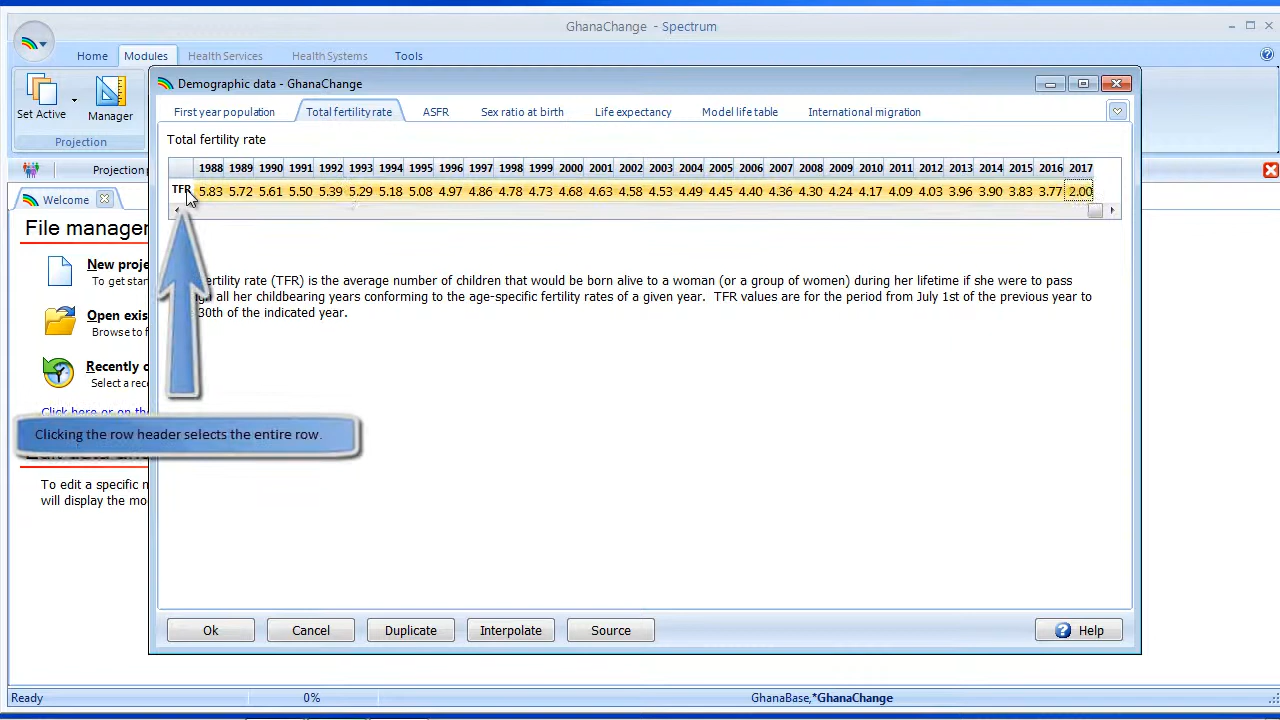 GhanaChange - Spectrum
Home Modules Health Services Health Systems Tools
Set Active
Manager
Projection
Projection
Welcome
File manager
New proj
To get star
Open exis
Browse to f
Recently o
Select a rece
Click here or on the
To edit a specific m
will display the mo
Demographic data - GhanaChange
First year population Total fertility rate ASFR Sex ratio at birth Life expectancy Model life table International migration
Total fertility rate
1988 1989 1990 1991 1992 1993 1994 1995 1996 1997 1998 1999 2000 2001 2002 2003 2004 2005 2006 2007 2008 2009 2010 2011 2012 2013 2014 2015 2016 2017
TFR 5.83 5.72 5.61 5.50 5.39 5.29 5.18 5.08 4.97 4.86 4.78 4.73 4.68 4.63 4.58 4.53 4.49 4.45 4.40 4.36 4.30 4.24 4.17 4.09 4.03 3.96 3.90 3.83 3.77 2.00
fertility rate (TFR) is the average number of children that would be born alive to a woman (or a group of women) during her lifetime if she were to pass
all her childbearing years conforming to the age-specific fertility rates of a given year. TFR values are for the period from July 1st of the previous year to
30th of the indicated year.
Clicking the row header selects the entire row.
Ok Cancel Duplicate Interpolate Source Help
Ready 0% GhanaBase,*GhanaChange